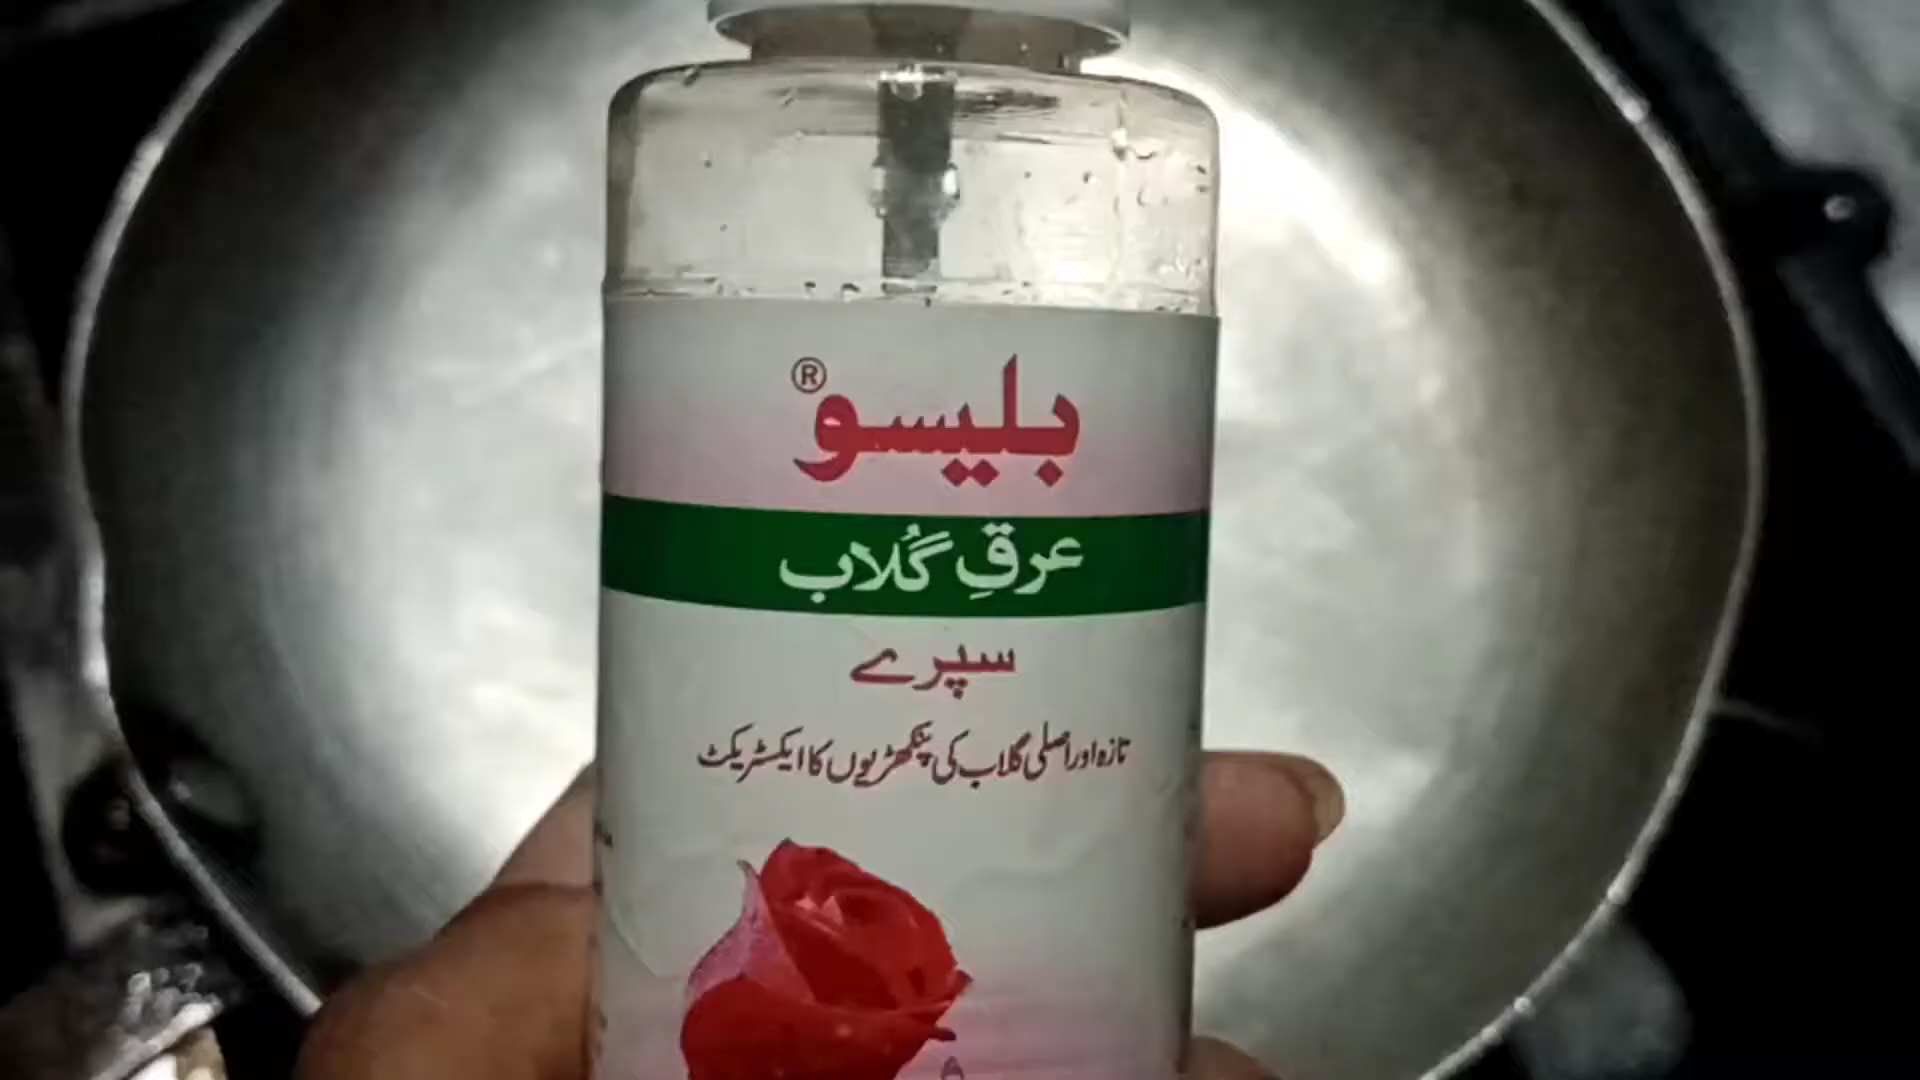 بلیسو®
عرقِ گُلاب
سپرے
تازہ اور اصلی گلاب کی پنکھڑیوں کا ایکسٹریکٹ